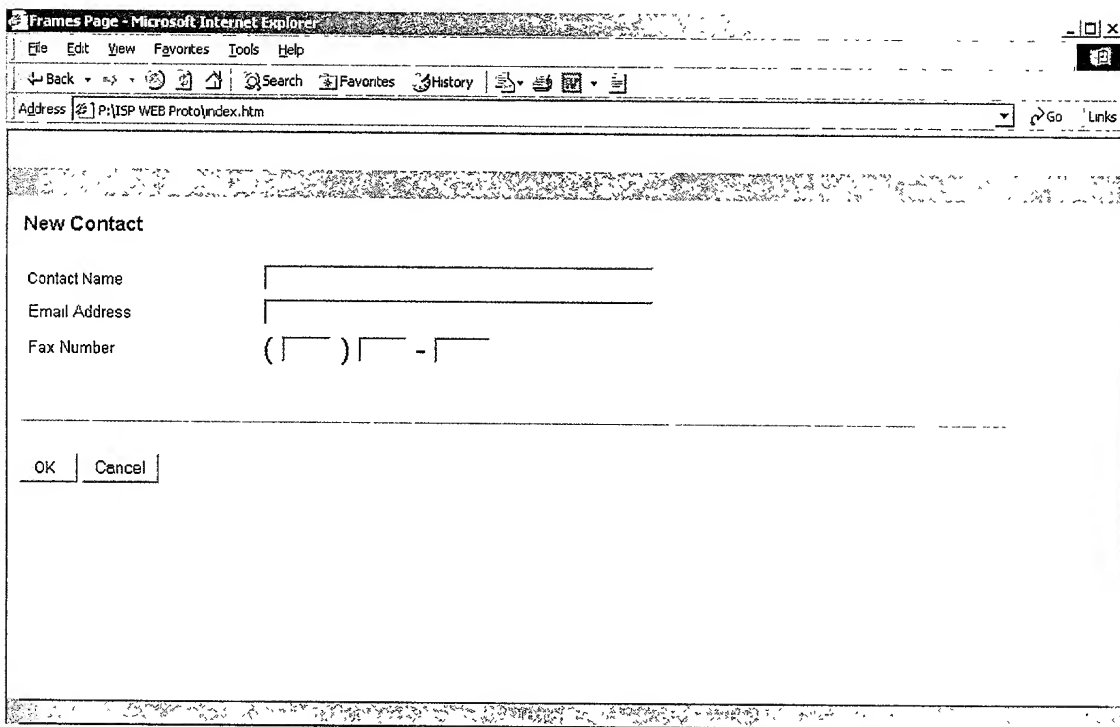 Frames Page - Microsoft Internet Explorer
File Edit View Favorites Tools Help
Back Search Favorites History
Address P:\ISP WEB Proto\index.htm Go Links
New Contact
Contact Name
Email Address
Fax Number ( ) -
OK Cancel